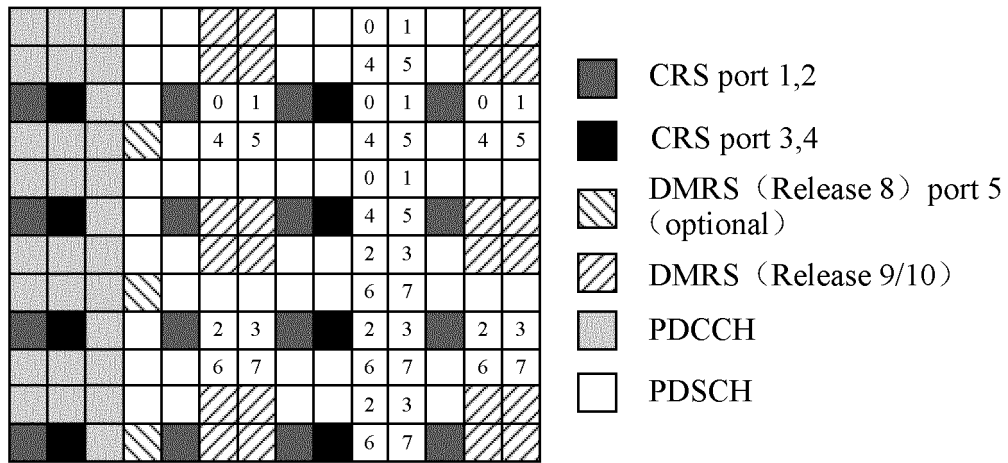 0 1
4 5
0 1 0 1 0 1
4 5 4 5 4 5
0 1
4 5
2 3
6 7
2 3 2 3 2 3
6 7 6 7 6 7
2 3
6 7
CRS port 1,2
CRS port 3,4
DMRS（Release 8）port 5
（optional）
DMRS（Release 9/10）
PDCCH
PDSCH